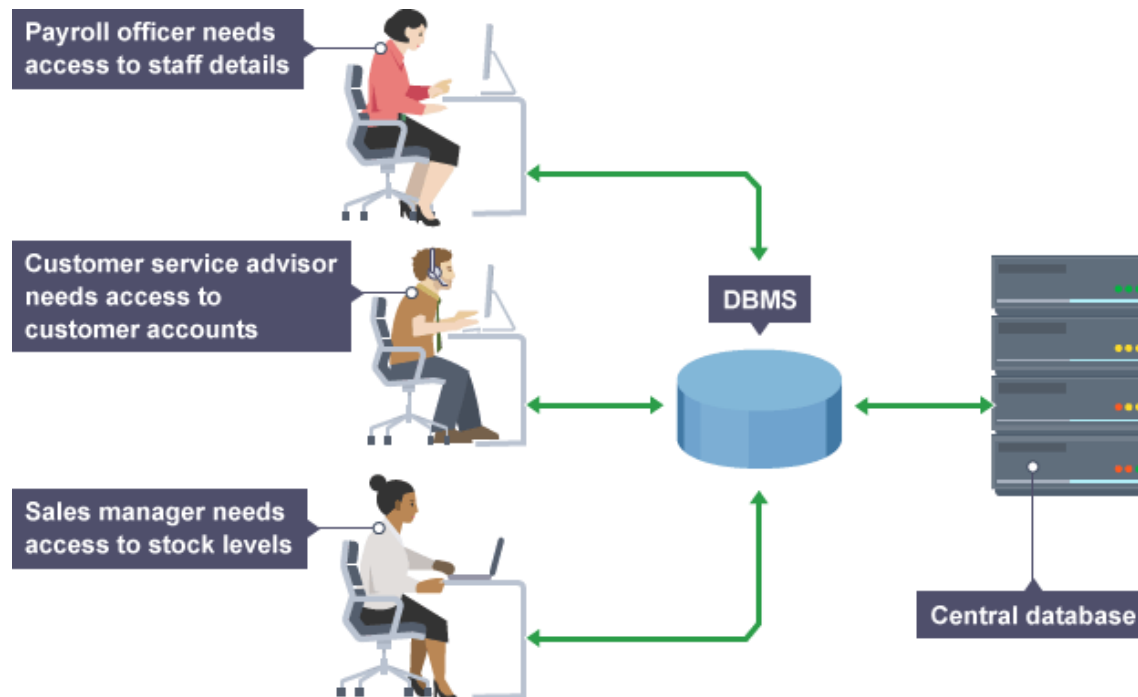 Payroll officer needs
access to staff details
Customer service advisor
needs access to
customer accounts
DBMS
Sales manager needs
access to stock levels
Central database